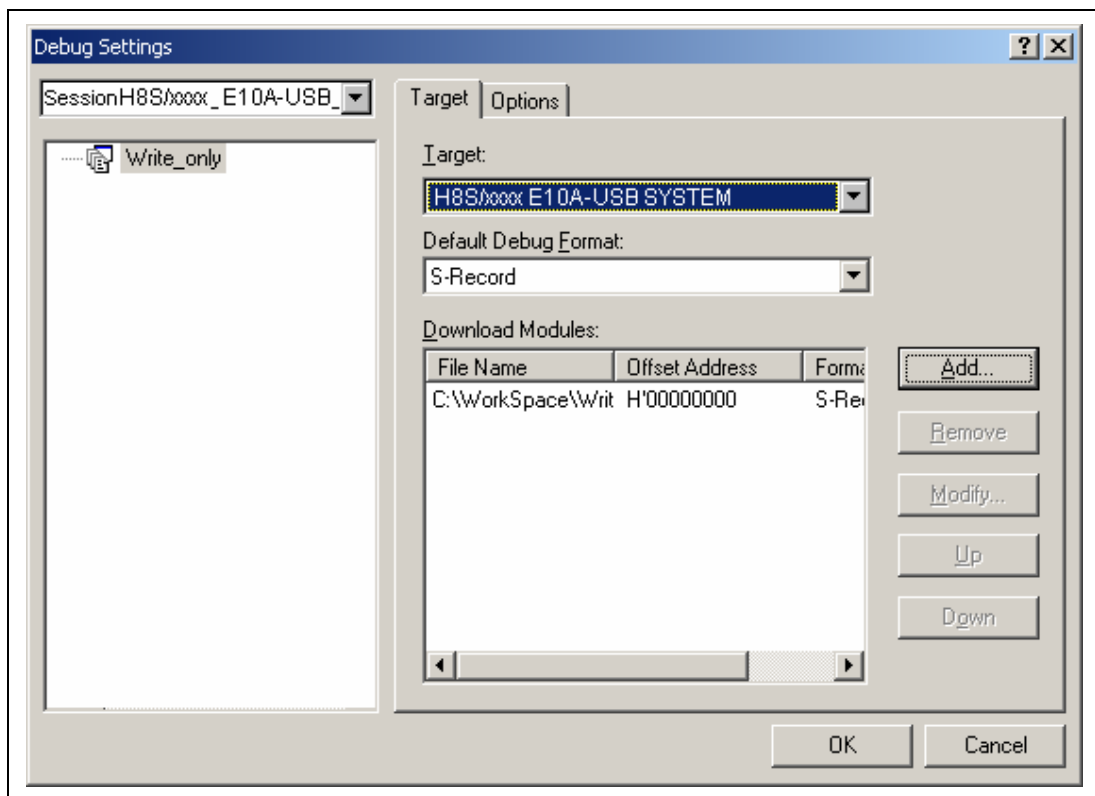 Debug Settings
SessionH8S/xxxx_E10A-USB_
Write_only
Target Options
Target:
H8S/xxxx E10A-USB SYSTEM
Default Debug Format:
S-Record
Download Modules:
File Name Offset Address Forma
C:\WorkSpace\Writ H'00000000 S-Rec
Add...
Remove
Modify...
Up
Down
OK Cancel